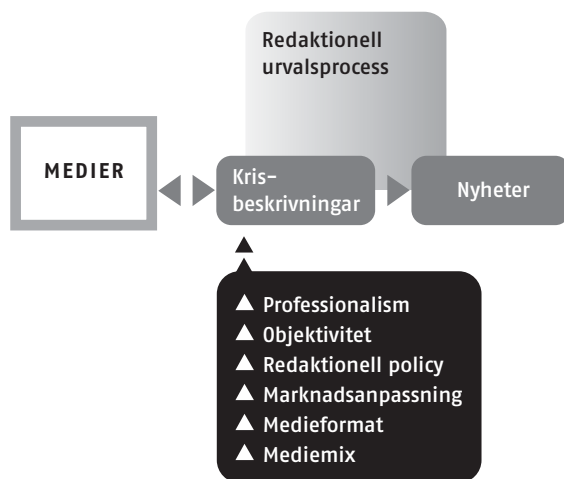 Redaktionell
urvalsprocess
MEDIER
Kris-
beskrivningar
Nyheter
Professionalism
Objektivitet
Redaktionell policy
Marknadsanpassning
Medieformat
Mediemix